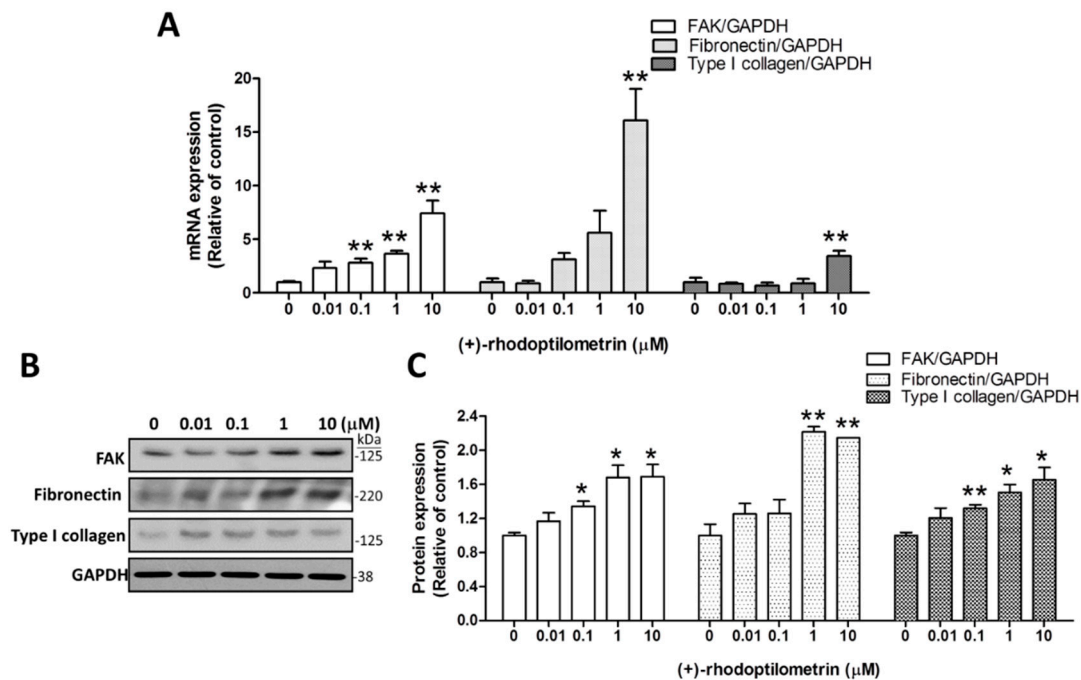 A
FAK/GAPDH
Fibronectin/GAPDH
Type I collagen/GAPDH
mRNA expression
(Relative of control)
20
15
10
5
0
** ** ** ** **
0 0.01 0.1 1 10 0 0.01 0.1 1 10 0 0.01 0.1 1 10
(+)-rhodoptilometrin (μM)
B
0 0.01 0.1 1 10 (μM)
kDa
FAK -125
Fibronectin -220
Type I collagen -125
GAPDH -38
C
FAK/GAPDH
Fibronectin/GAPDH
Type I collagen/GAPDH
Protein expression
(Relative of control)
2.4
2.0
1.6
1.2
0.8
0.4
0.0
* * * ** ** ** * *
0 0.01 0.1 1 10 0 0.01 0.1 1 10 0 0.01 0.1 1 10
(+)-rhodoptilometrin (μM)